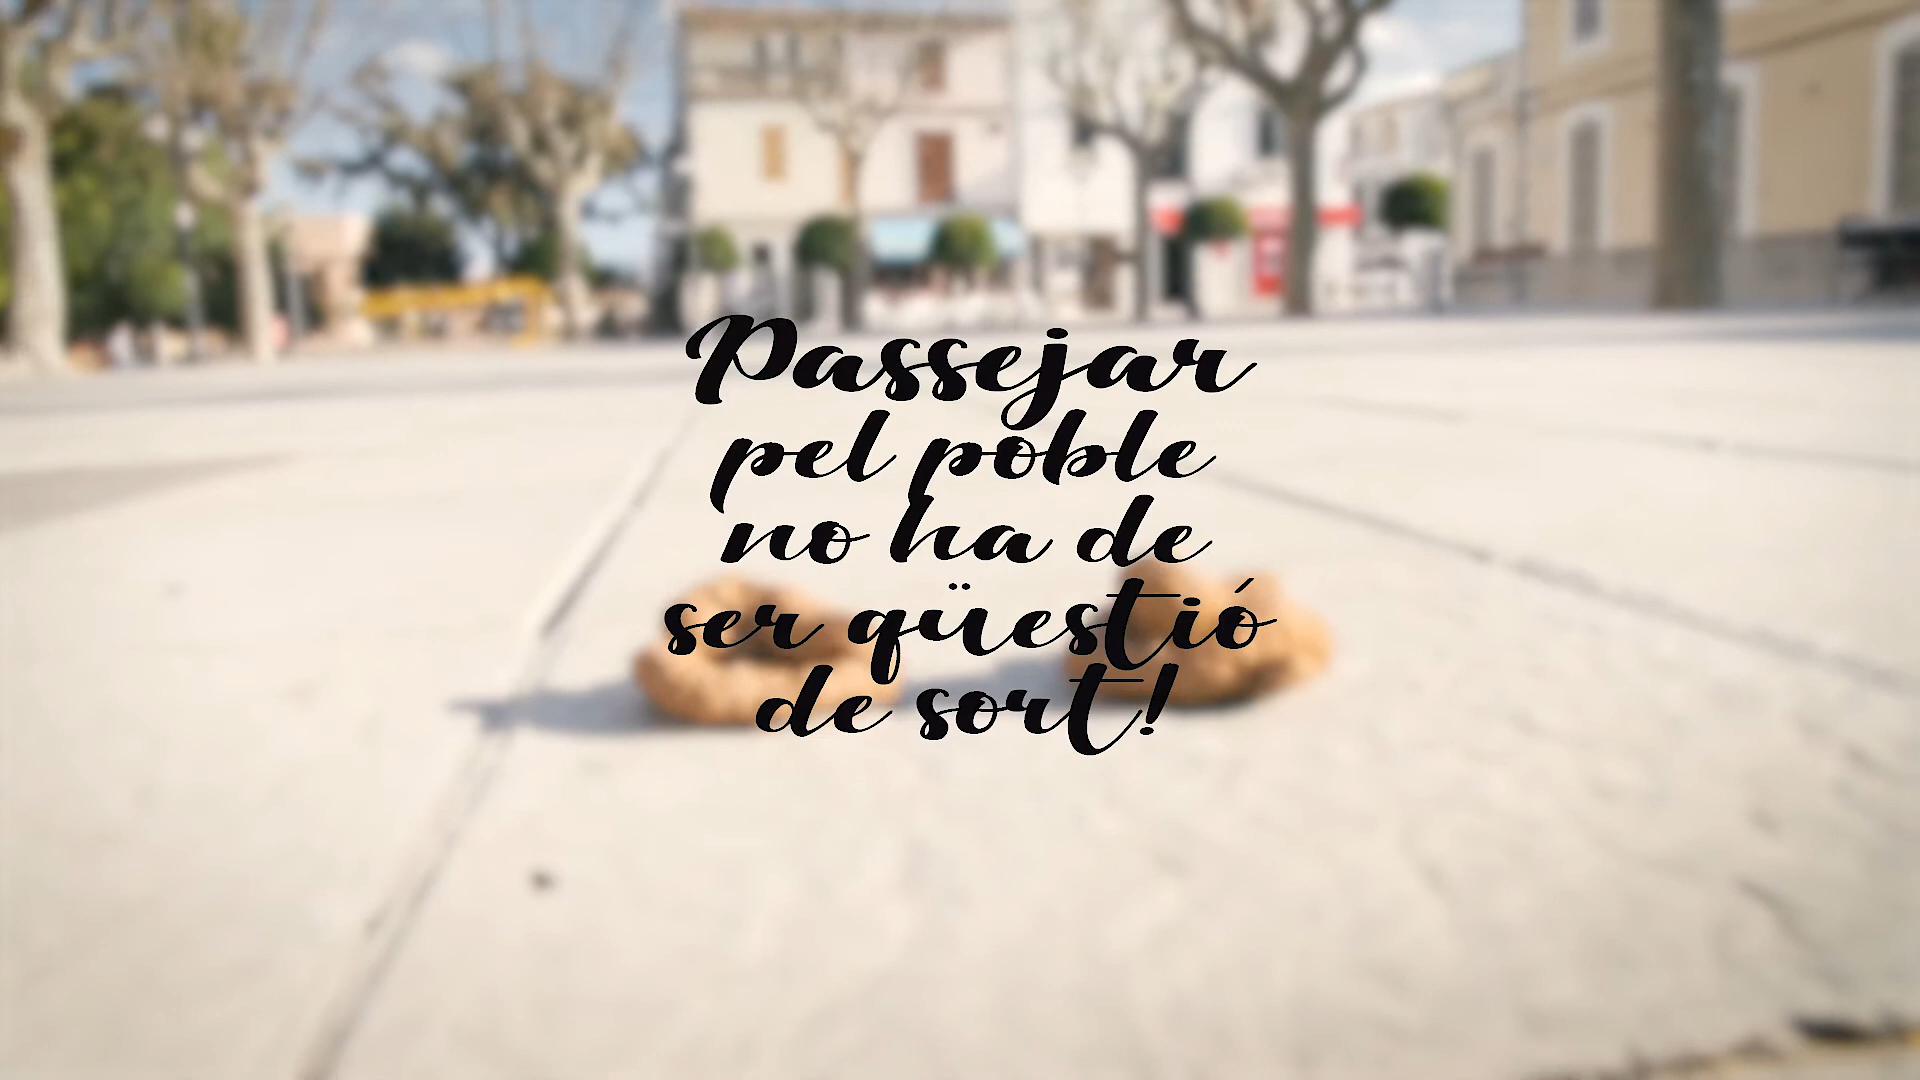 Passejar
pel poble
no ha de
ser qüestió
de sort!